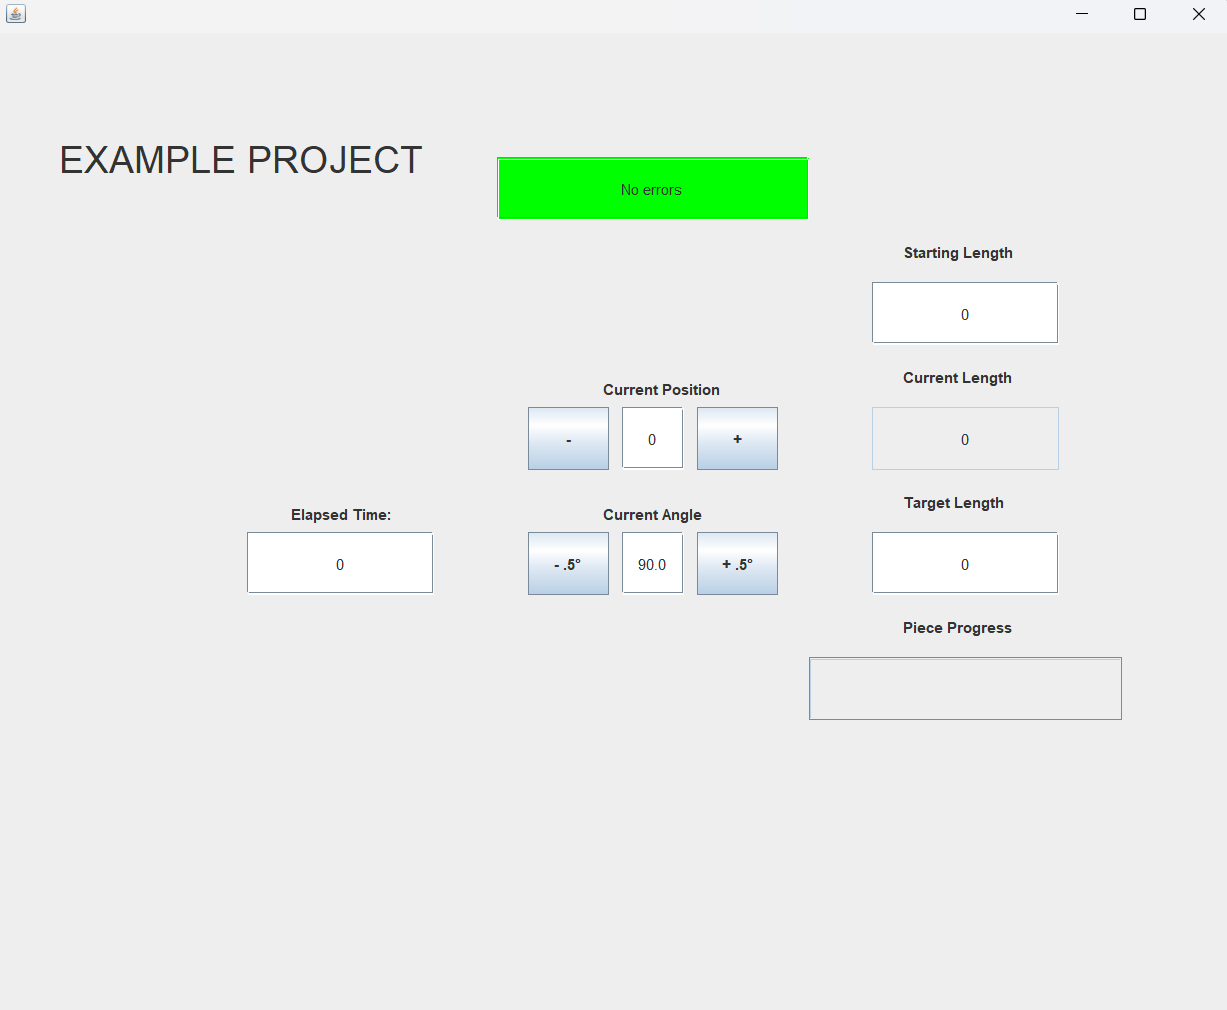 EXAMPLE PROJECT
No errors
Starting Length
0
Current Position
- 0 +
Current Length
0
Elapsed Time:
0
Current Angle
- .5° 90.0 + .5°
Target Length
0
Piece Progress